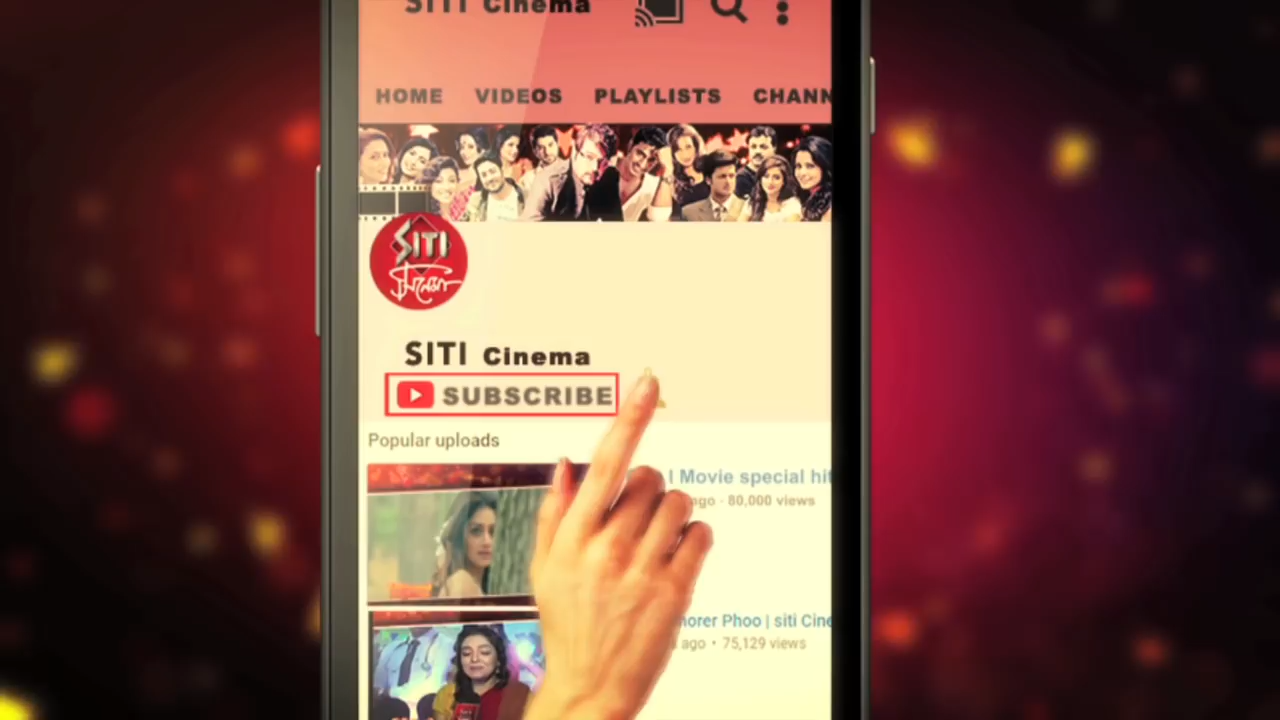 SITI Cinema
HOME VIDEOS PLAYLISTS CHANN
SITI
সিনেমা
SITI Cinema
SUBSCRIBE
Popular uploads
l Movie special hit
ago · 80,000 views
horer Phoo | siti Cine
ago • 75,129 views